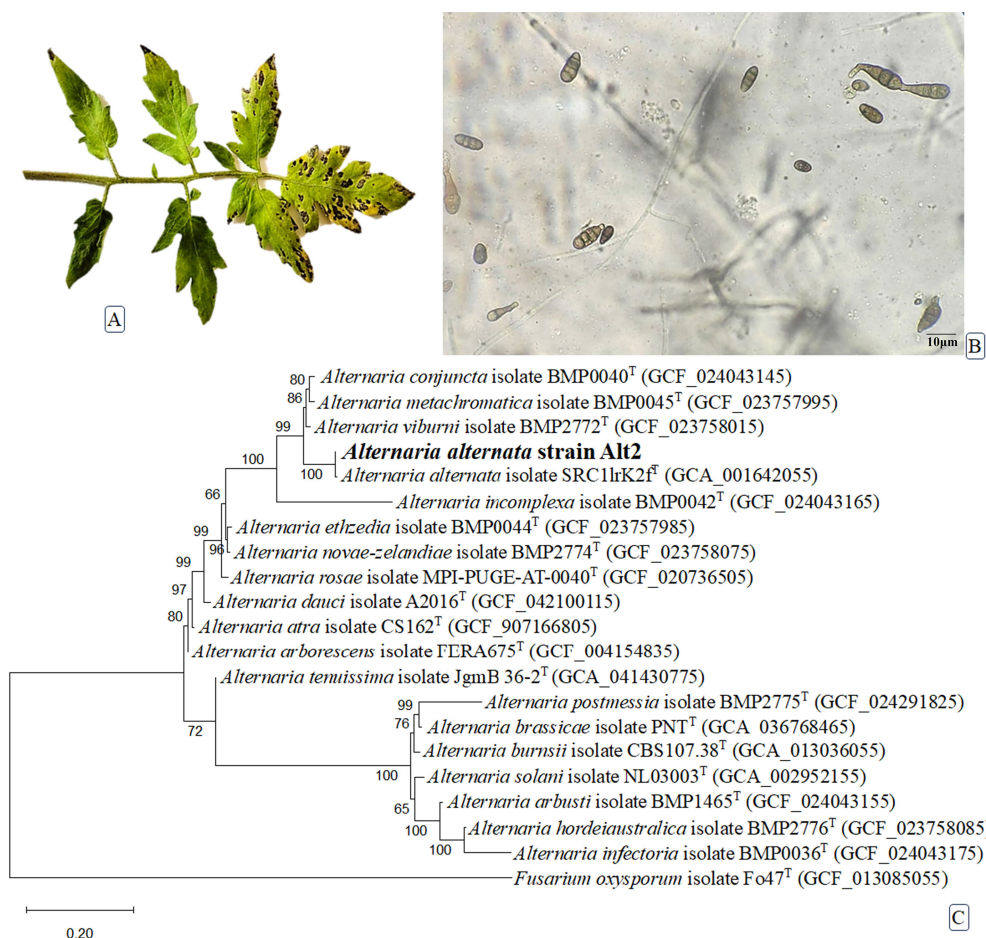 A
10µm
B
80
Alternaria conjuncta isolate BMP0040T (GCF_024043145)
86
Alternaria metachromatica isolate BMP0045T (GCF_023757995)
99
Alternaria viburni isolate BMP2772T (GCF_023758015)
Alternaria alternata strain Alt2
100
100
Alternaria alternata isolate SRC1lrK2fT (GCA_001642055)
66
Alternaria incomplexa isolate BMP0042T (GCF_024043165)
99
Alternaria ethzedia isolate BMP0044T (GCF_023757985)
96
Alternaria novae-zelandiae isolate BMP2774T (GCF_023758075)
99
Alternaria rosae isolate MPI-PUGE-AT-0040T (GCF_020736505)
97
Alternaria dauci isolate A2016T (GCF_042100115)
80
Alternaria atra isolate CS162T (GCF_907166805)
Alternaria arborescens isolate FERA675T (GCF_004154835)
Alternaria tenuissima isolate JgmB 36-2T (GCA_041430775)
72
99
Alternaria postmessia isolate BMP2775T (GCF_024291825)
76
Alternaria brassicae isolate PNTT (GCA_036768465)
Alternaria burnsii isolate CBS107.38T (GCA_013036055)
100
Alternaria solani isolate NL03003T (GCA_002952155)
65
Alternaria arbusti isolate BMP1465T (GCF_024043155)
100
Alternaria hordeiaustralica isolate BMP2776T (GCF_023758085
100
Alternaria infectoria isolate BMP0036T (GCF_024043175)
Fusarium oxysporum isolate Fo47T (GCF_013085055)
0.20
C